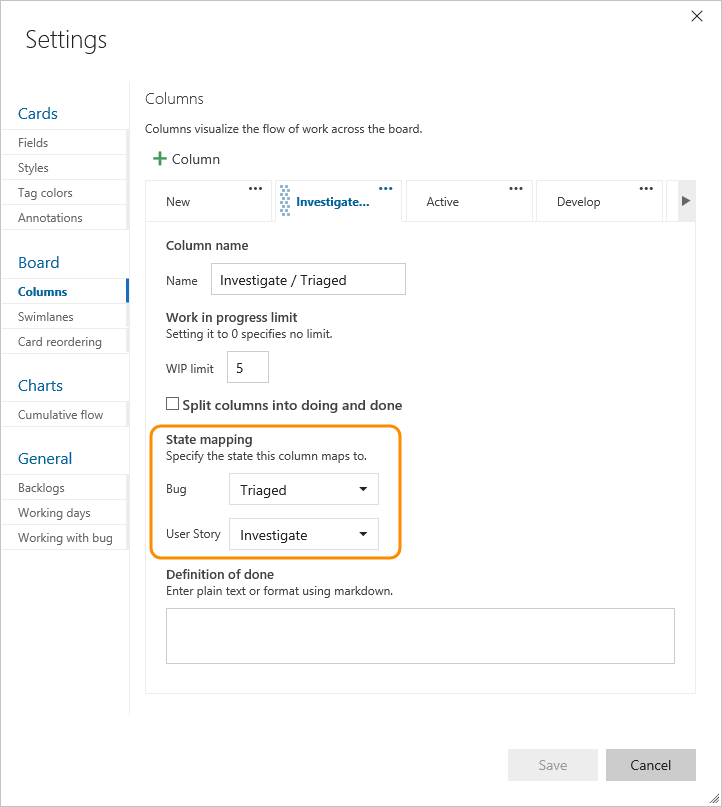 Settings
Cards
Fields
Styles
Tag colors
Annotations
Board
Columns
Swimlanes
Card reordering
Charts
Cumulative flow
General
Backlogs
Working days
Working with bug
Columns
Columns visualize the flow of work across the board.
+ Column
New ••• Investigate... ••• Active ••• Develop •••
Column name
Name Investigate / Triaged
Work in progress limit
Setting it to 0 specifies no limit.
WIP limit 5
Split columns into doing and done
State mapping
Specify the state this column maps to.
Bug Triaged
User Story Investigate
Definition of done
Enter plain text or format using markdown.
Save Cancel